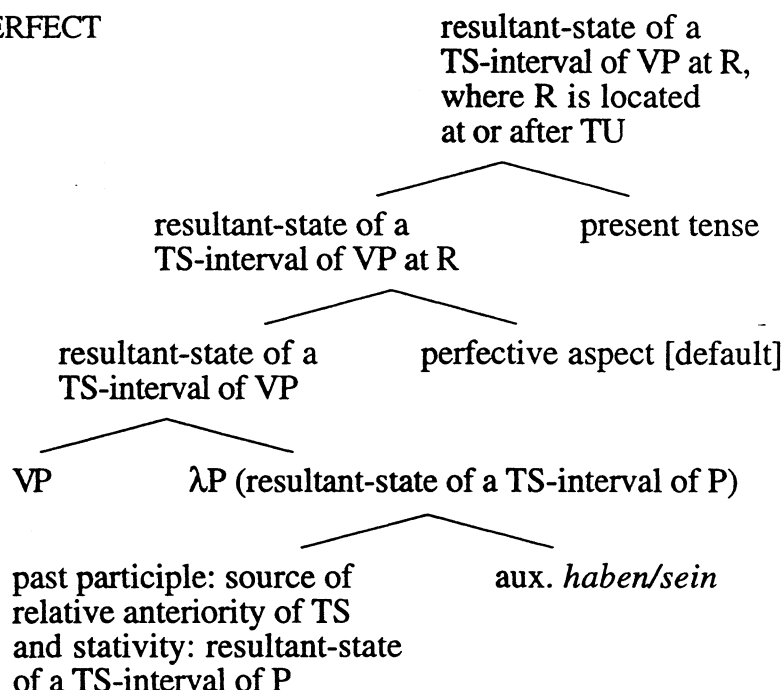 ERFECT
resultant-state of a
TS-interval of VP at R,
where R is located
at or after TU
resultant-state of a
TS-interval of VP at R
present tense
resultant-state of a
TS-interval of VP
perfective aspect [default]
VP
λP (resultant-state of a TS-interval of P)
past participle: source of
relative anteriority of TS
and stativity: resultant-state
of a TS-interval of P
aux. haben/sein